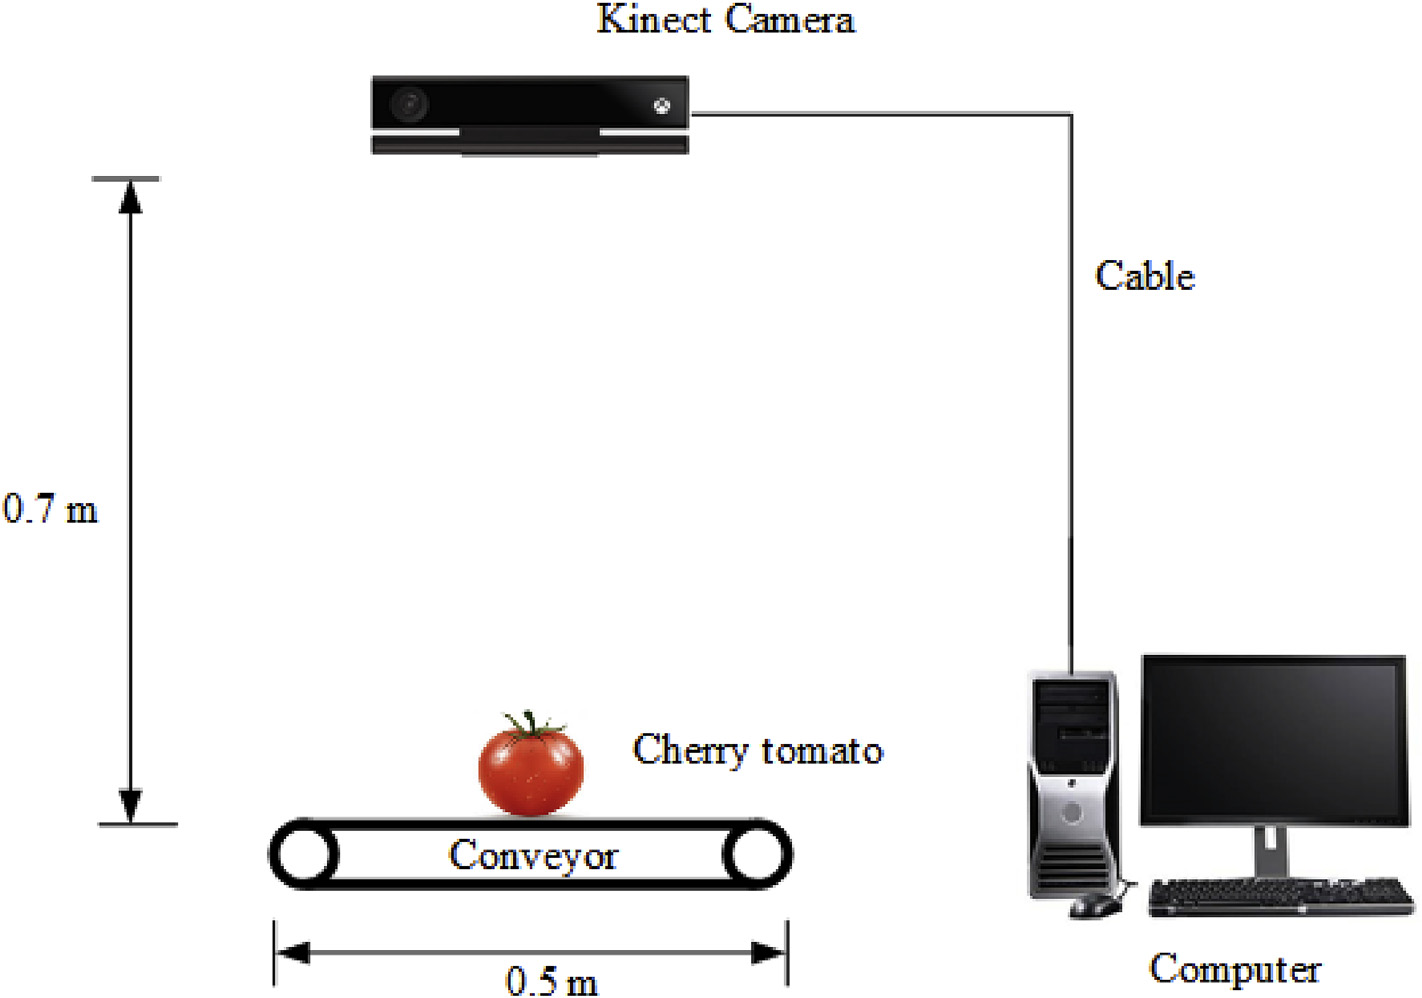 Kinect Camera
Cable
0.7 m
Cherry tomato
Conveyor
0.5 m
Computer